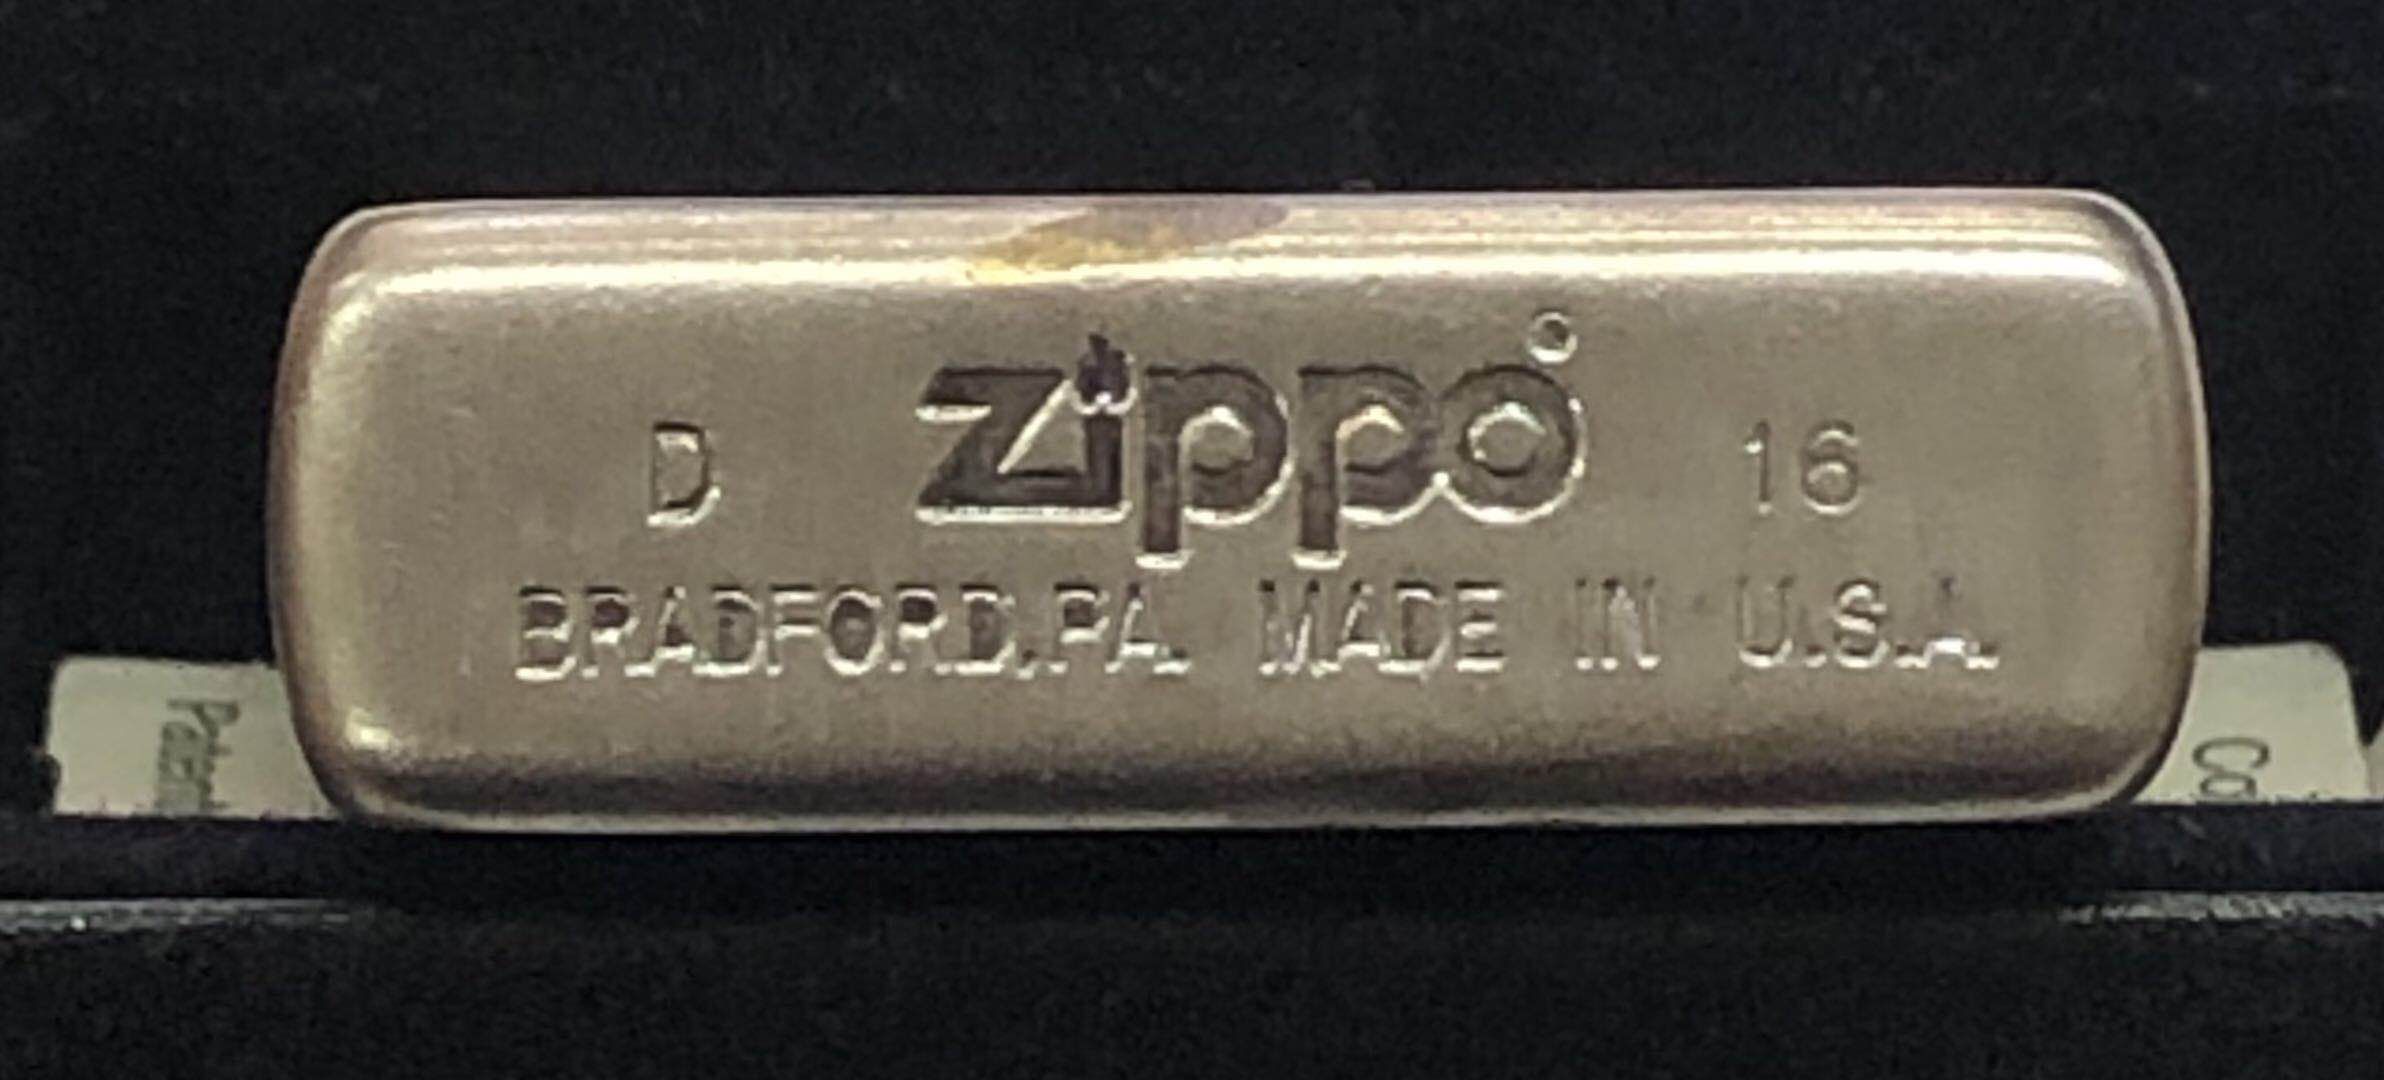 D Zippo 16
BRADFORD,PA. MADE IN U.S.A.